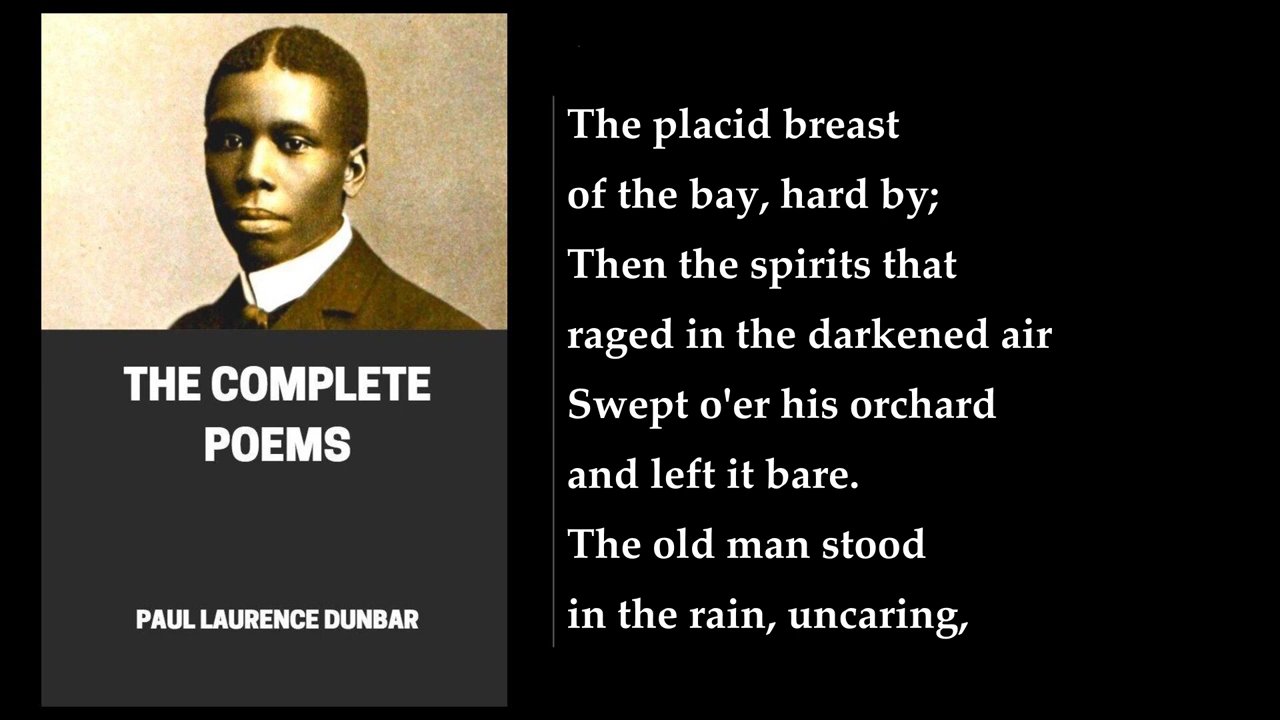 THE COMPLETE
POEMS
PAUL LAURENCE DUNBAR
The placid breast
of the bay, hard by;
Then the spirits that
raged in the darkened air
Swept o'er his orchard
and left it bare.
The old man stood
in the rain, uncaring,